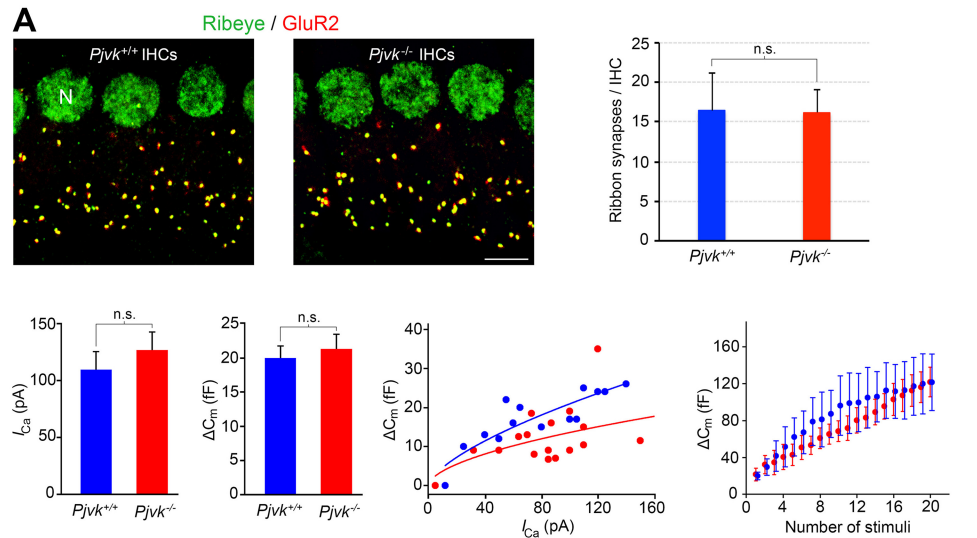 A
Ribeye / GluR2
Pjvk+/+ IHCs
N
Pjvk-/- IHCs
Ribbon synapses / IHC
25
20
15
10
5
0
n.s.
Pjvk+/+
Pjvk-/-
ICa (pA)
150
100
50
0
n.s.
Pjvk+/+
Pjvk-/-
ΔCm (fF)
25
20
15
10
5
0
n.s.
Pjvk+/+
Pjvk-/-
ΔCm (fF)
40
30
20
10
0
0
40
80
120
160
ICa (pA)
ΔCm (fF)
160
120
80
40
0
0
4
8
12
16
20
Number of stimuli